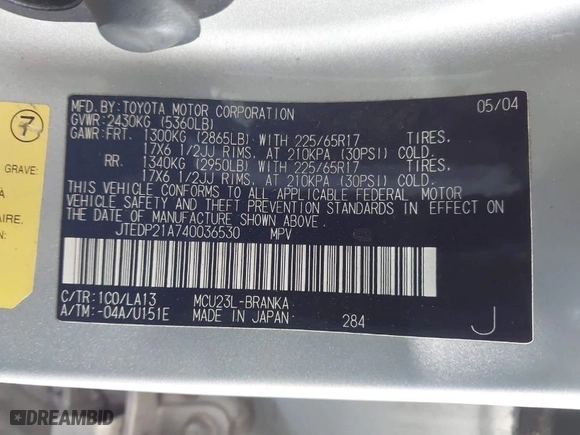 MFD.BY:TOYOTA MOTOR CORPORATION 05/04
GVWR:2430KG (5360LB)
GAWR:FRT. 1300KG (2865LB) WITH 225/65R17 TIRES.
17X6 1/2JJ RIMS. AT 210KPA (30PSI) COLD.
RR. 1340KG (2950LB) WITH 225/65R17 TIRES.
17X6 1/2JJ RIMS. AT 210KPA (30PSI) COLD.
THIS VEHICLE CONFORMS TO ALL APPLICABLE FEDERAL MOTOR
VEHICLE SAFETY AND THEFT PREVENTION STANDARDS IN EFFECT ON
THE DATE OF MANUFACTURE SHOWN ABOVE.
JTEDP21A740036530 MPV
C/TR:1C0/LA13 MCU23L-BRANKA
A/TM:-04A/U151E MADE IN JAPAN 284 J
7
GRAVE:
À
AIRE.
DREAMBID